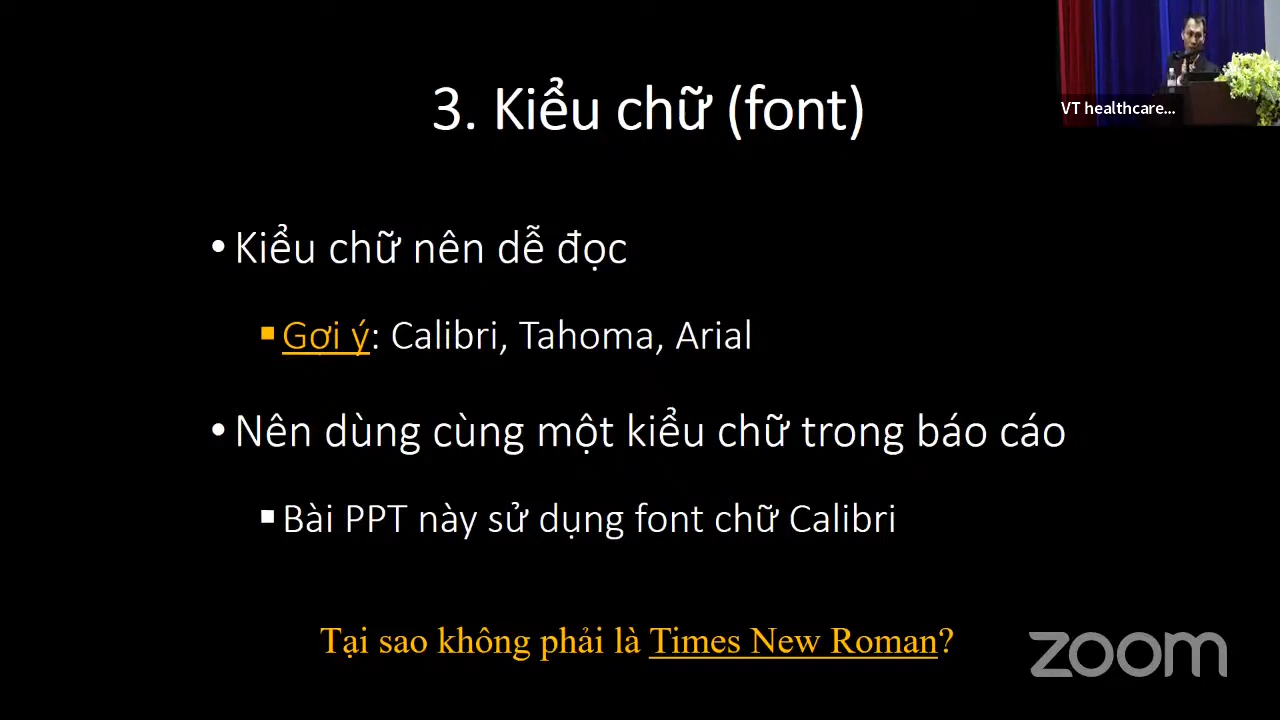 VT healthcare...
3. Kiểu chữ (font)
• Kiểu chữ nên dễ đọc
▪ Gợi ý: Calibri, Tahoma, Arial
• Nên dùng cùng một kiểu chữ trong báo cáo
▪ Bài PPT này sử dụng font chữ Calibri
Tại sao không phải là Times New Roman?
zoom